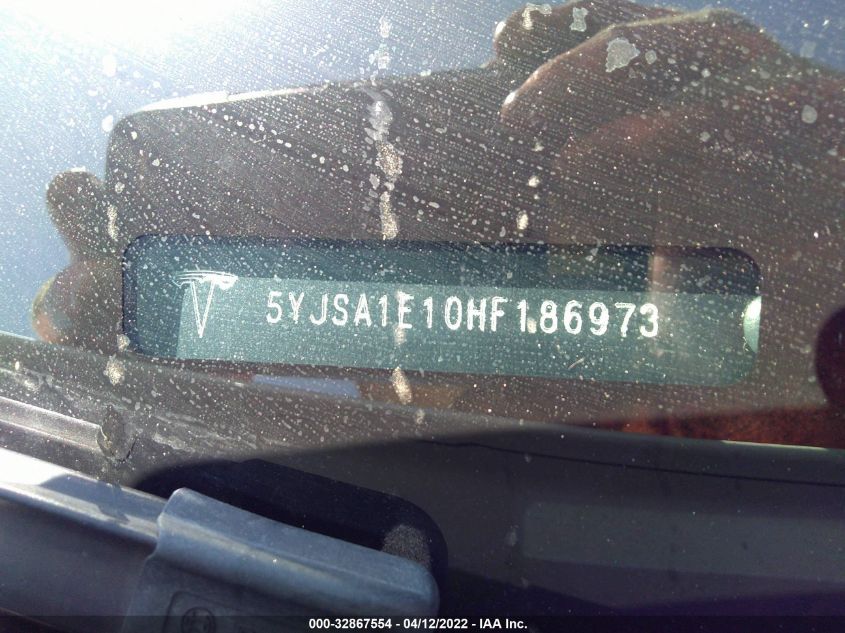 5YJSA1E10HF186973
000-32867554 - 04/12/2022 - IAA Inc.